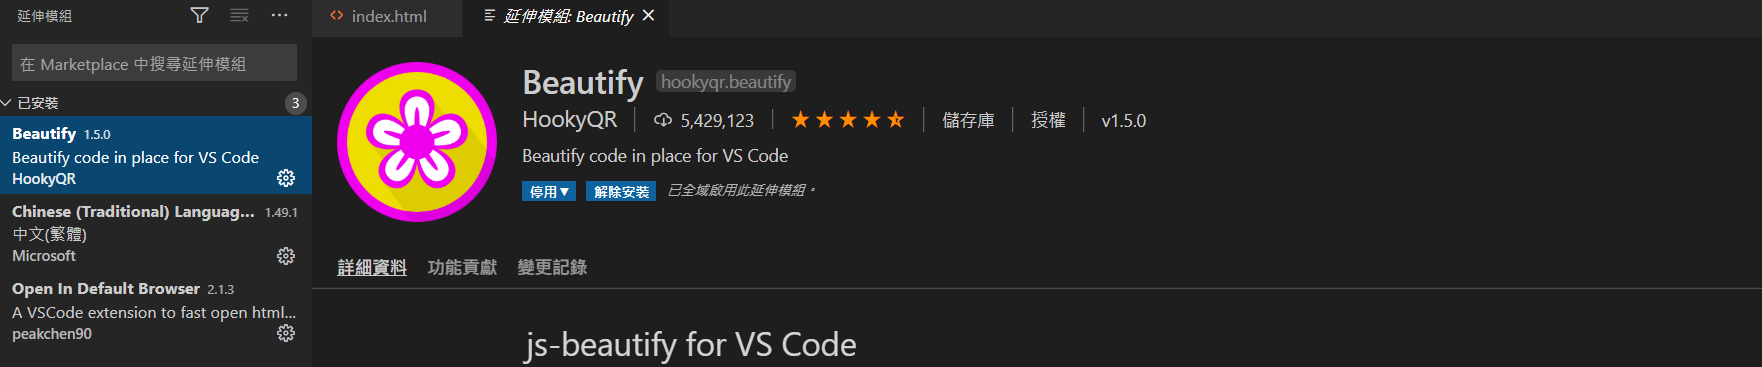 延伸模組
index.html
延伸模組: Beautify
在 Marketplace 中搜尋延伸模組
已安裝 3
Beautify 1.5.0
Beautify code in place for VS Code
HookyQR
Chinese (Traditional) Languag... 1.49.1
中文(繁體)
Microsoft
Open In Default Browser 2.1.3
A VSCode extension to fast open html...
peakchen90
Beautify hookyqr.beautify
HookyQR 5,429,123 儲存庫 授權 v1.5.0
Beautify code in place for VS Code
停用 解除安裝 已全域啟用此延伸模組。
詳細資料 功能貢獻 變更記錄
js-beautify for VS Code